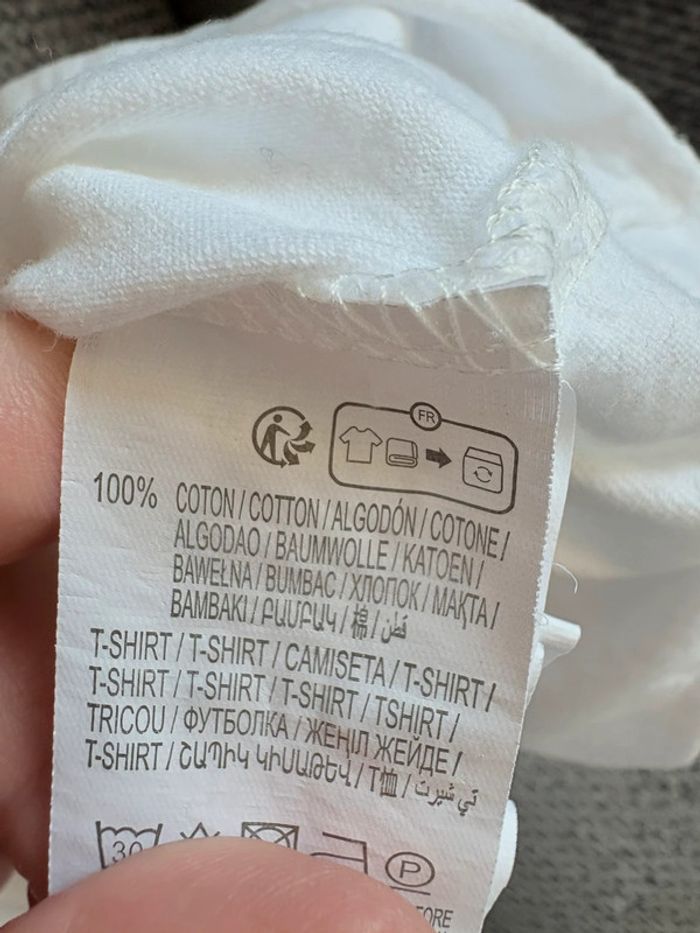 FR
100% COTON / COTTON / ALGODÓN / COTONE /
ALGODAO / BAUMWOLLE / KATOEN /
BAWEŁNA / BUMBAC / ХЛОПОК / МАҚТА /
BAMBAKI / ԲԱՄԲԱԿ / 棉 / قطن
T-SHIRT / T-SHIRT / CAMISETA / T-SHIRT /
T-SHIRT / T-SHIRT / T-SHIRT / TSHIRT /
TRICOU / ФУТБОЛКА / ЖЕҢІЛ ЖЕЙДЕ /
T-SHIRT / ՇԱՊԻԿ ԿԻՍԱԹԵՎ / T恤 / تي شيرت
30
P